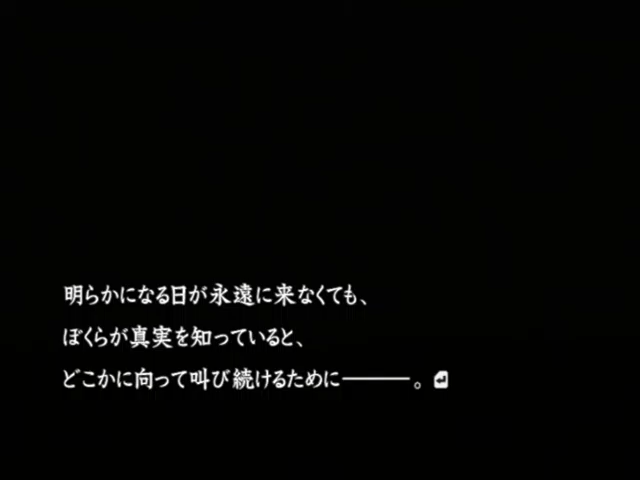 明らかになる日が永遠に来なくても、
ぼくらが真実を知っていると、
どこかに向って叫び続けるために―――。